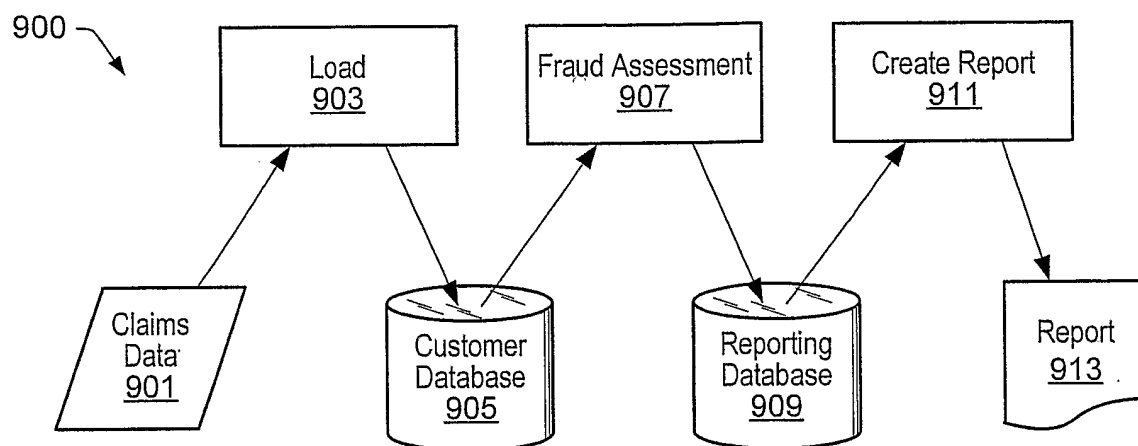 900
Load
903
Fraud Assessment
907
Create Report
911
Claims
Data
901
Customer
Database
905
Reporting
Database
909
Report
913